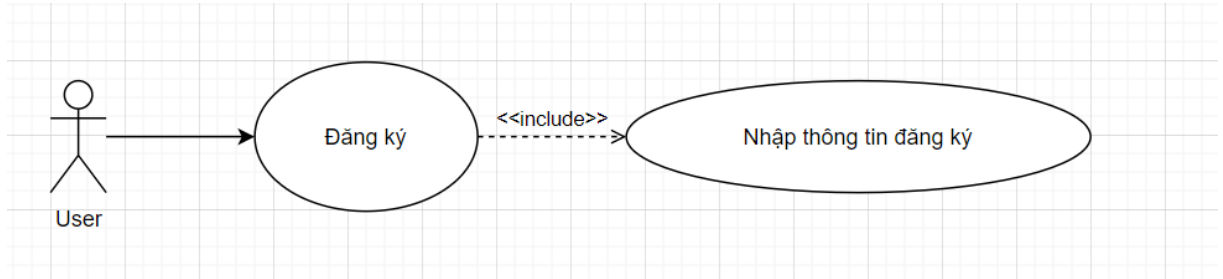 User
Đăng ký
<<include>>
Nhập thông tin đăng ký